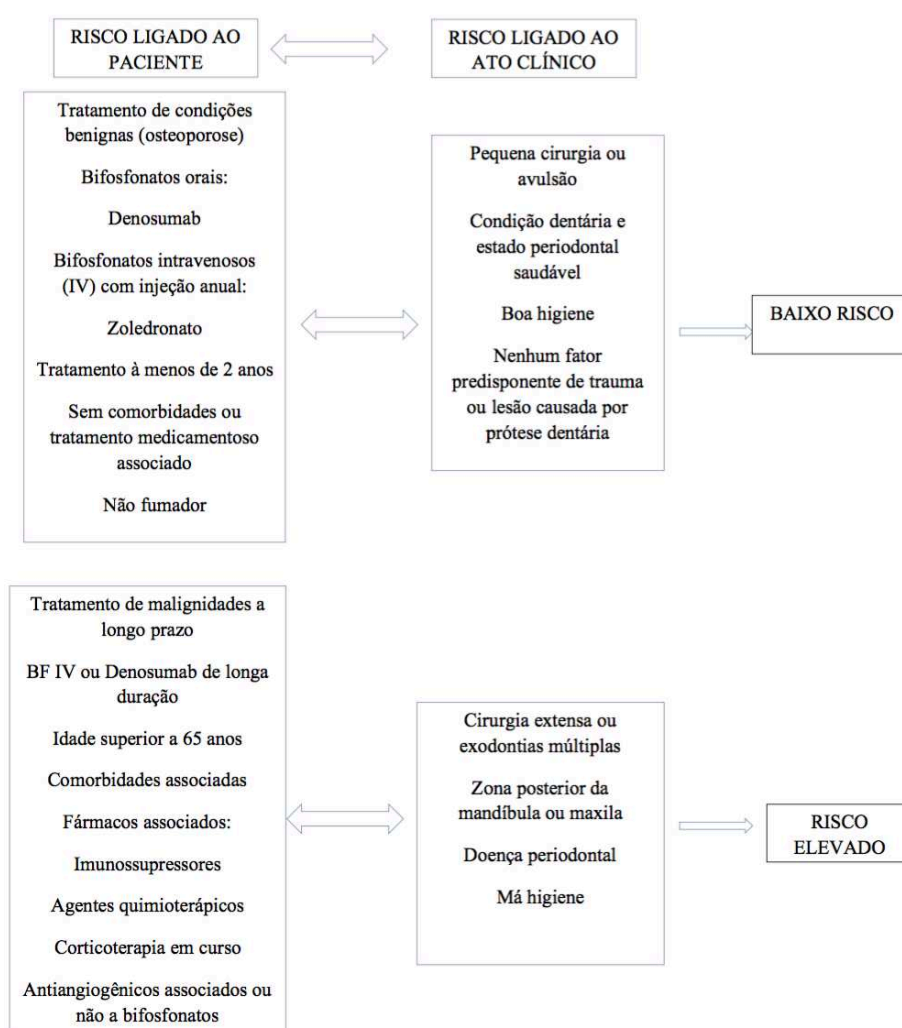 RISCO LIGADO AO
PACIENTE
RISCO LIGADO AO
ATO CLÍNICO
Tratamento de condições
benignas (osteoporose)
Bifosfonatos orais:
Denosumab
Bifosfonatos intravenosos
(IV) com injeção anual:
Zoledronato
Tratamento à menos de 2 anos
Sem comorbidades ou
tratamento medicamentoso
associado
Não fumador
Pequena cirurgia ou
avulsão
Condição dentária e
estado periodontal
saudável
Boa higiene
Nenhum fator
predisponente de trauma
ou lesão causada por
prótese dentária
BAIXO RISCO
Tratamento de malignidades a
longo prazo
BF IV ou Denosumab de longa
duração
Idade superior a 65 anos
Comorbidades associadas
Fármacos associados:
Imunossupressores
Agentes quimioterápicos
Corticoterapia em curso
Antiangiogênicos associados ou
não a bifosfonatos
Cirurgia extensa ou
exodontias múltiplas
Zona posterior da
mandíbula ou maxila
Doença periodontal
Má higiene
RISCO
ELEVADO